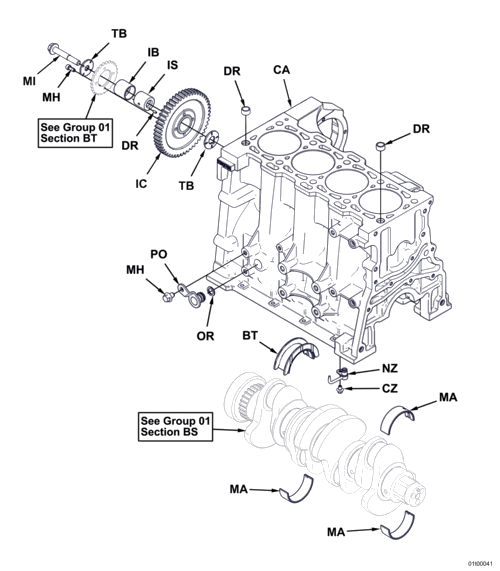 TB
IB
IS
MI
MH
DR
CA
DR
See Group 01
Section BT
DR
IC
TB
PO
MH
OR
BT
NZ
CZ
MA
See Group 01
Section BS
MA
MA
01t00041